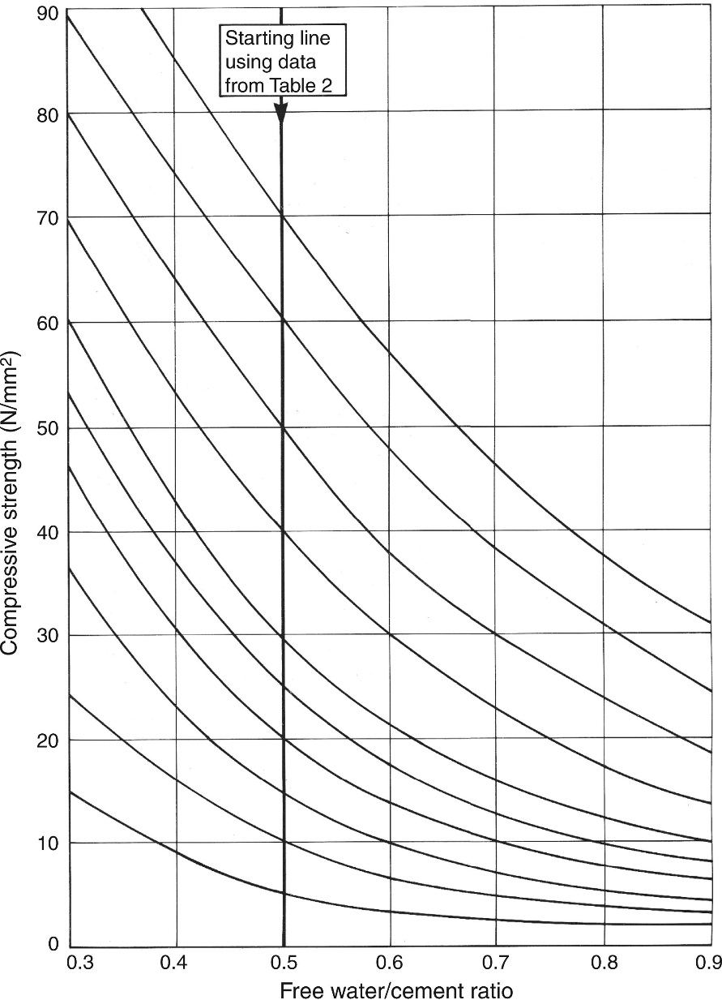 90
Starting line
using data
from Table 2
80
70
60
50
40
30
20
10
0
Compressive strength (N/mm²)
0.3 0.4 0.5 0.6 0.7 0.8 0.9
Free water/cement ratio